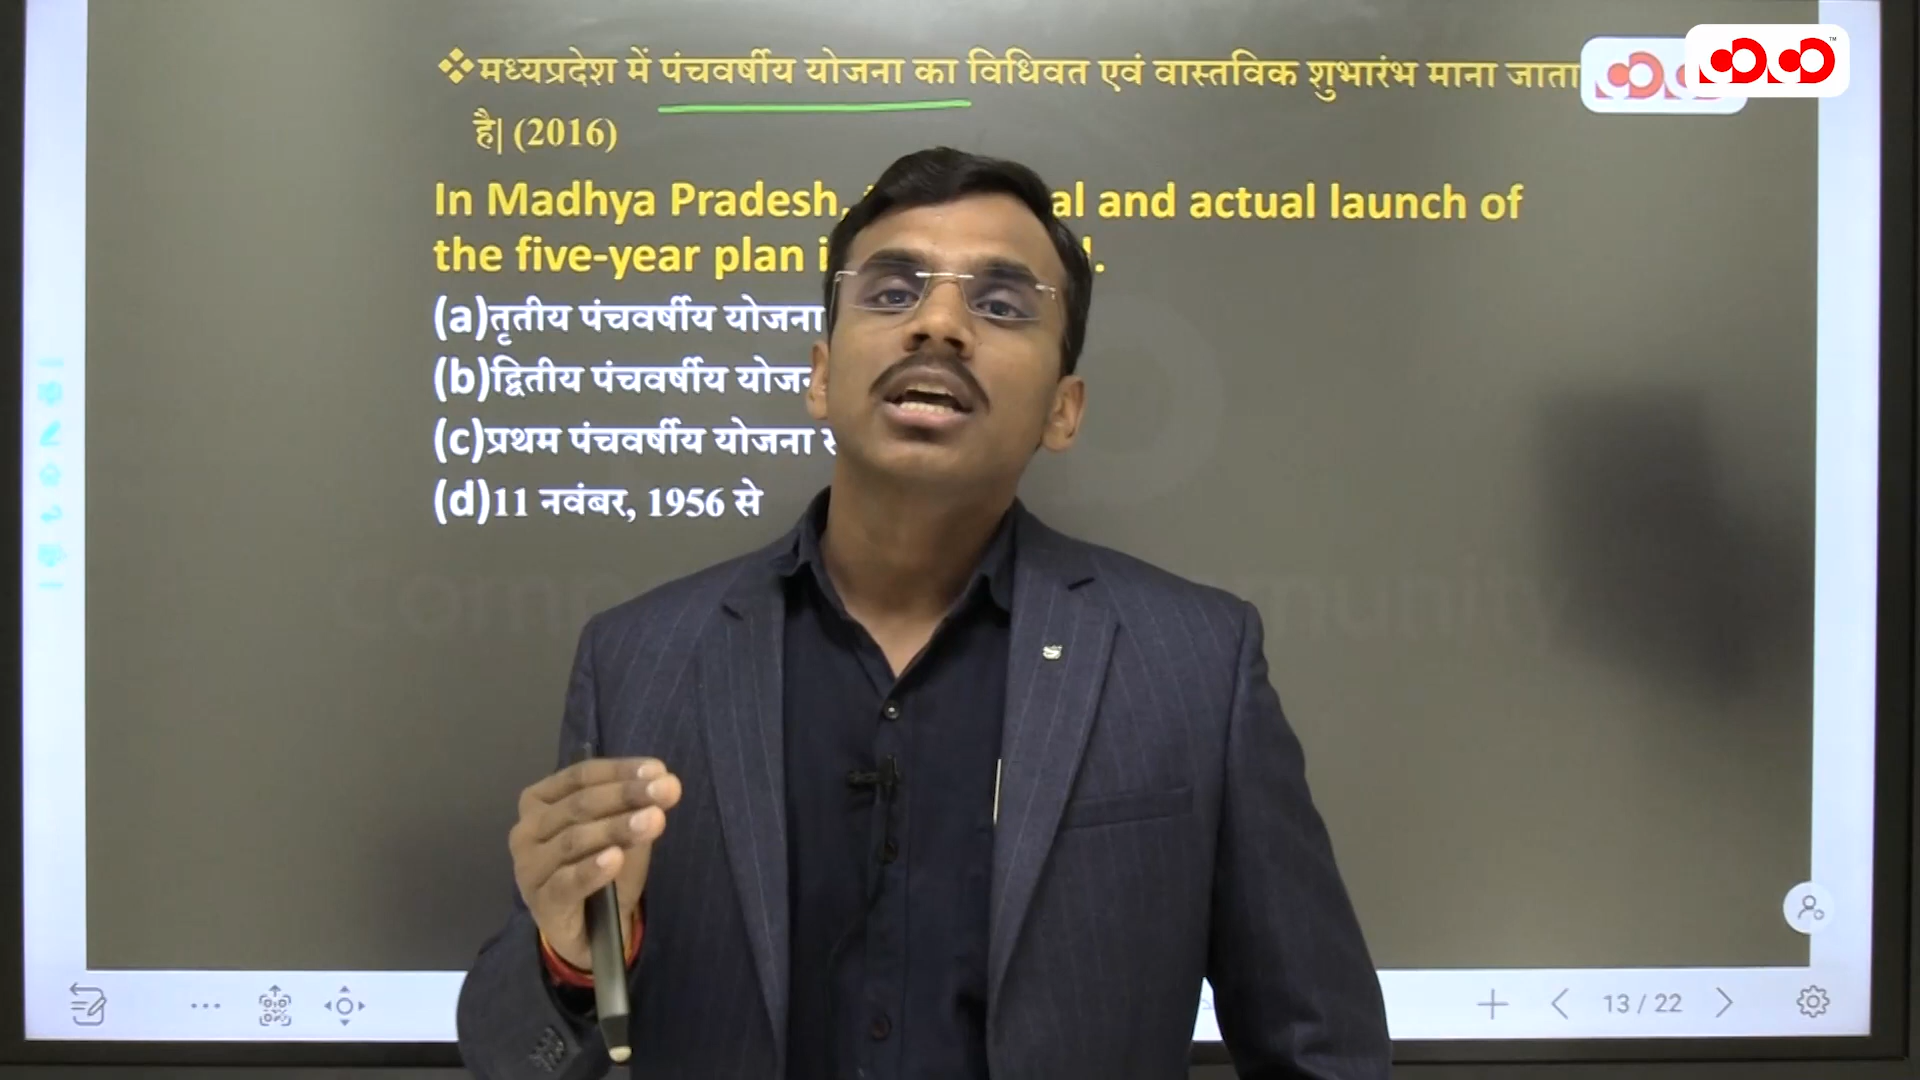 ❖मध्यप्रदेश में पंचवर्षीय योजना का विधिवत एवं वास्तविक शुभारंभ माना जाता
है| (2016)
In Madhya Pradesh, al and actual launch of
the five-year plan
(a)तृतीय पंचवर्षीय योजना
(b)द्वितीय पंचवर्षीय
(c)प्रथम पंचवर्षीय योजना
(d)11 नवंबर, 1956 से
13 / 22